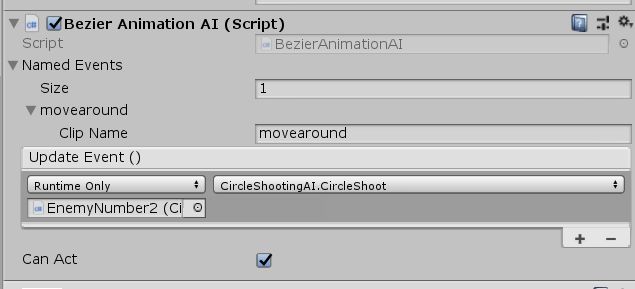 Bezier Animation AI (Script)
Script BezierAnimationAI
Named Events
Size 1
movearound
Clip Name movearound
Update Event ()
Runtime Only CircleShootingAI.CircleShoot
EnemyNumber2 (Ci
Can Act